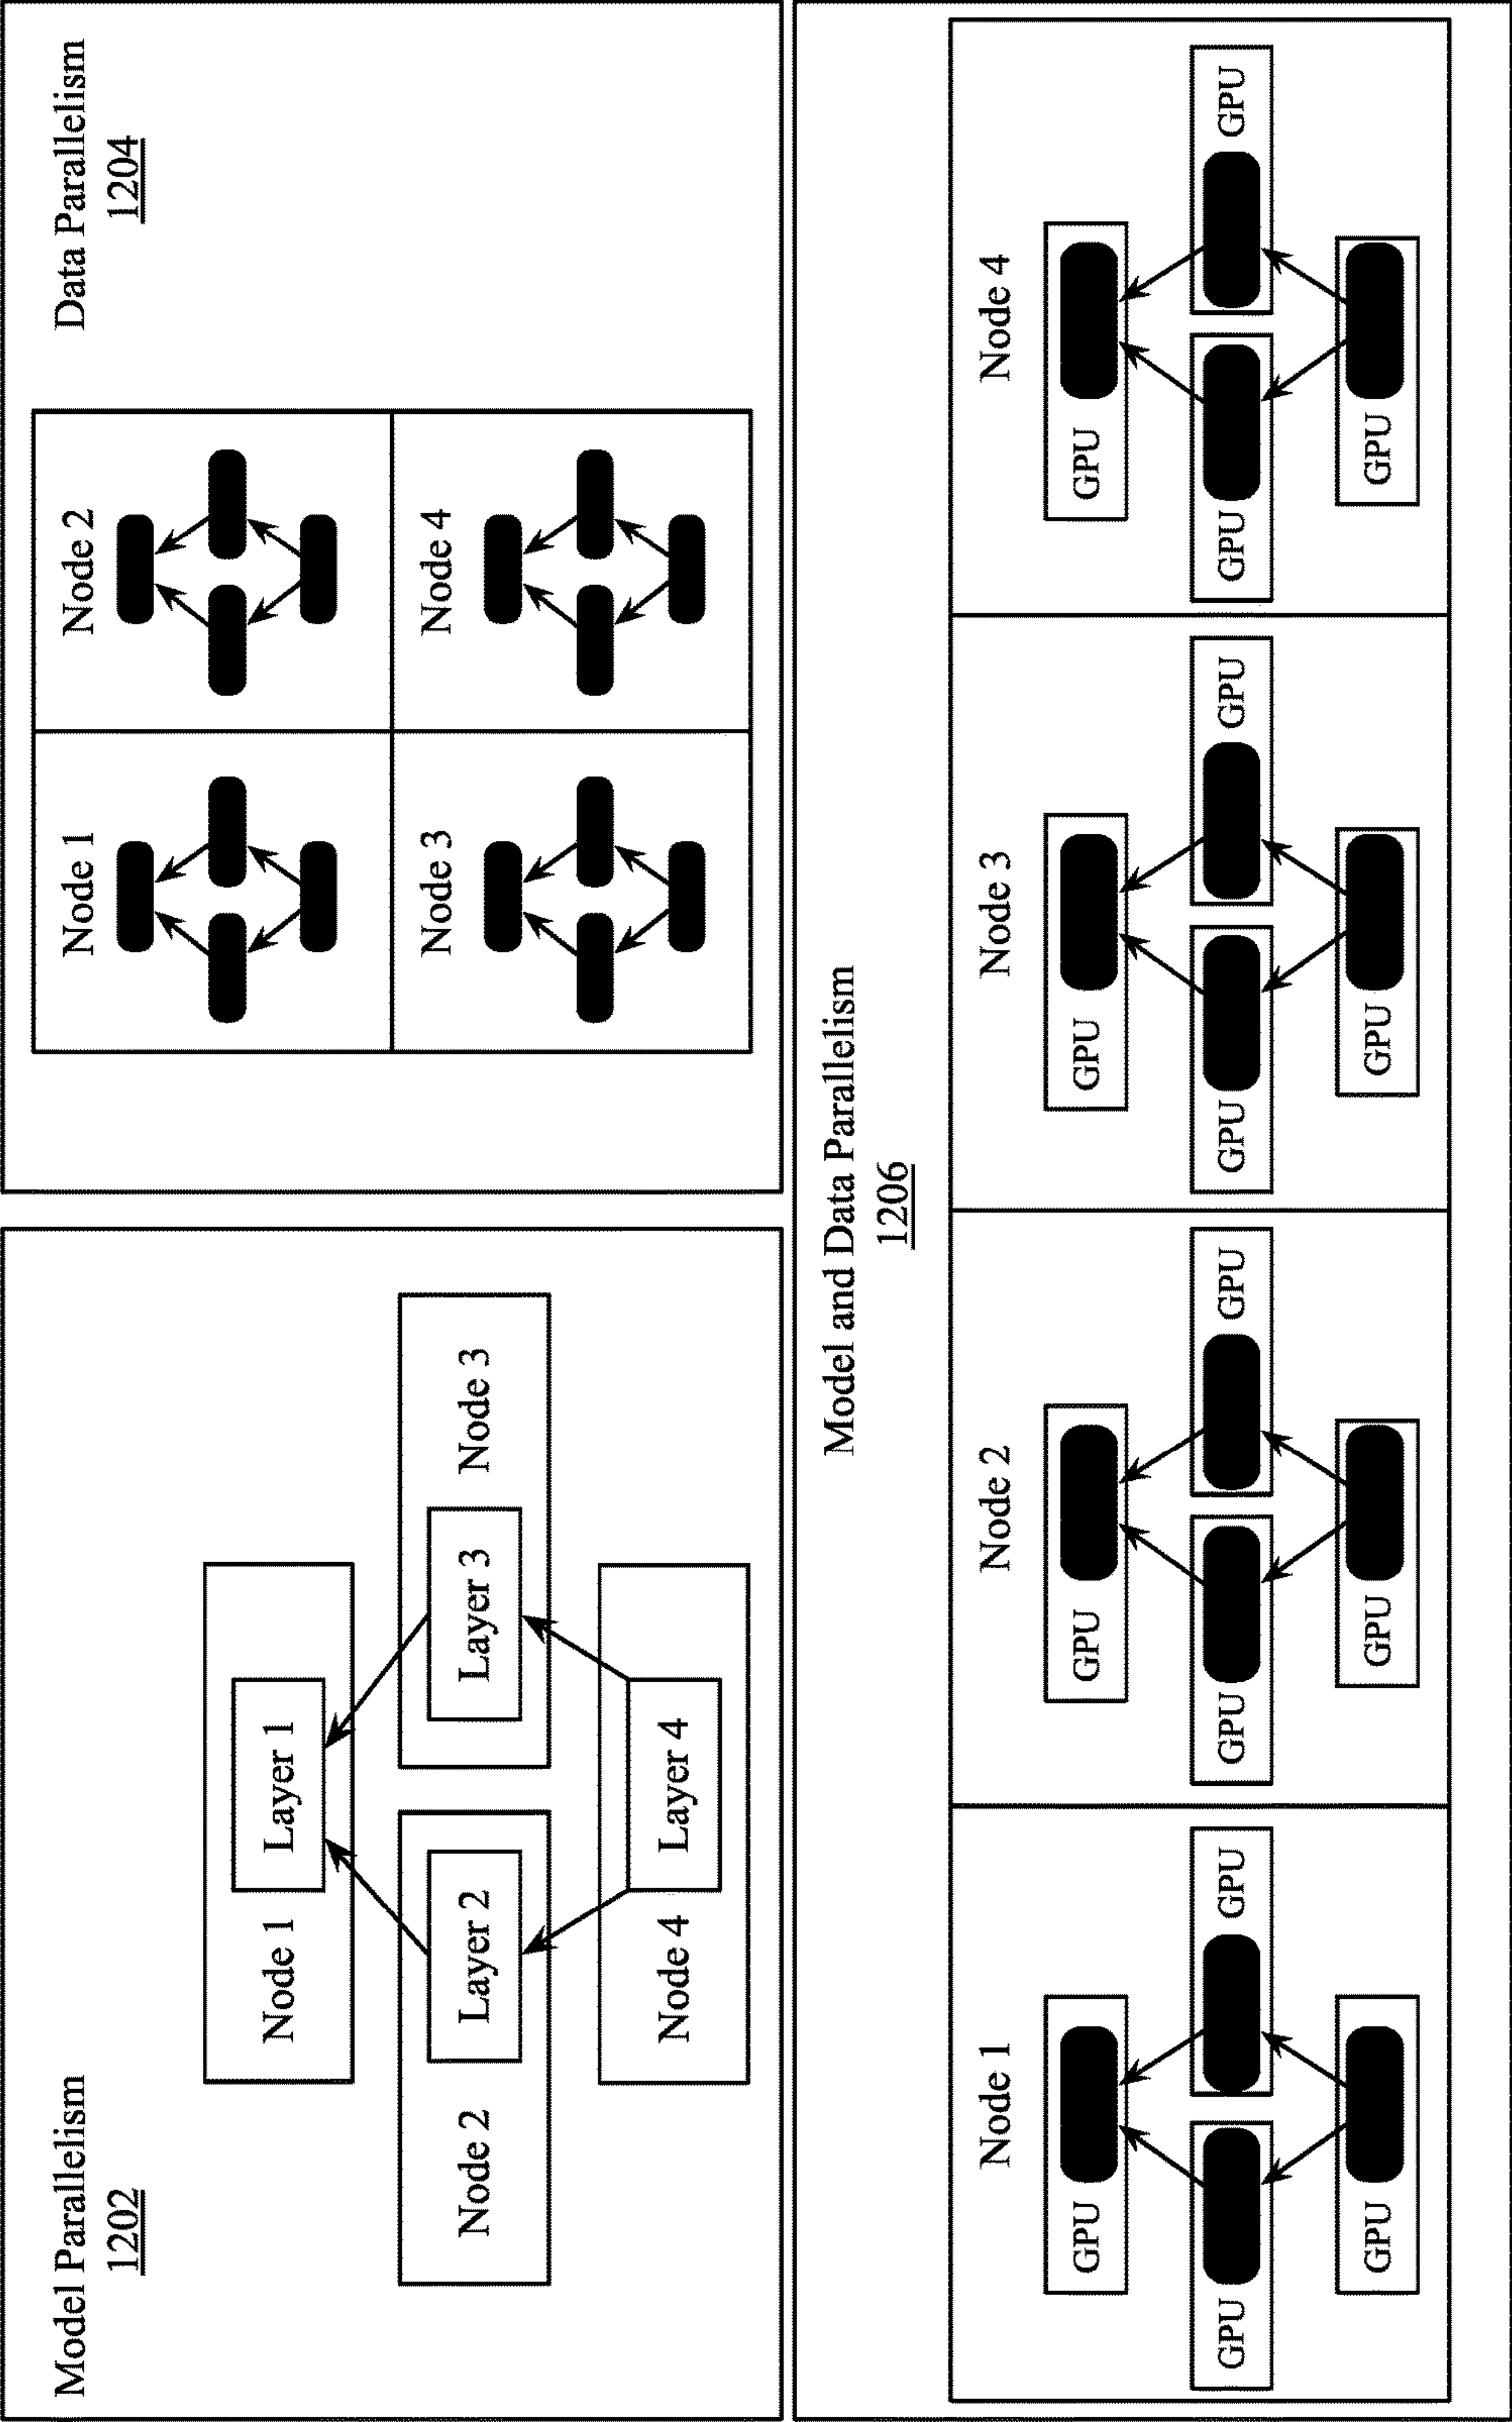 Model Parallelism
1202
Node 1
Layer 1
Node 2
Layer 2
Layer 3
Node 3
Node 4
Layer 4
Data Parallelism
1204
Node 1
Node 2
Node 3
Node 4
Model and Data Parallelism
1206
Node 1
GPU
GPU
GPU
GPU
Node 2
GPU
GPU
GPU
GPU
Node 3
GPU
GPU
GPU
GPU
Node 4
GPU
GPU
GPU
GPU